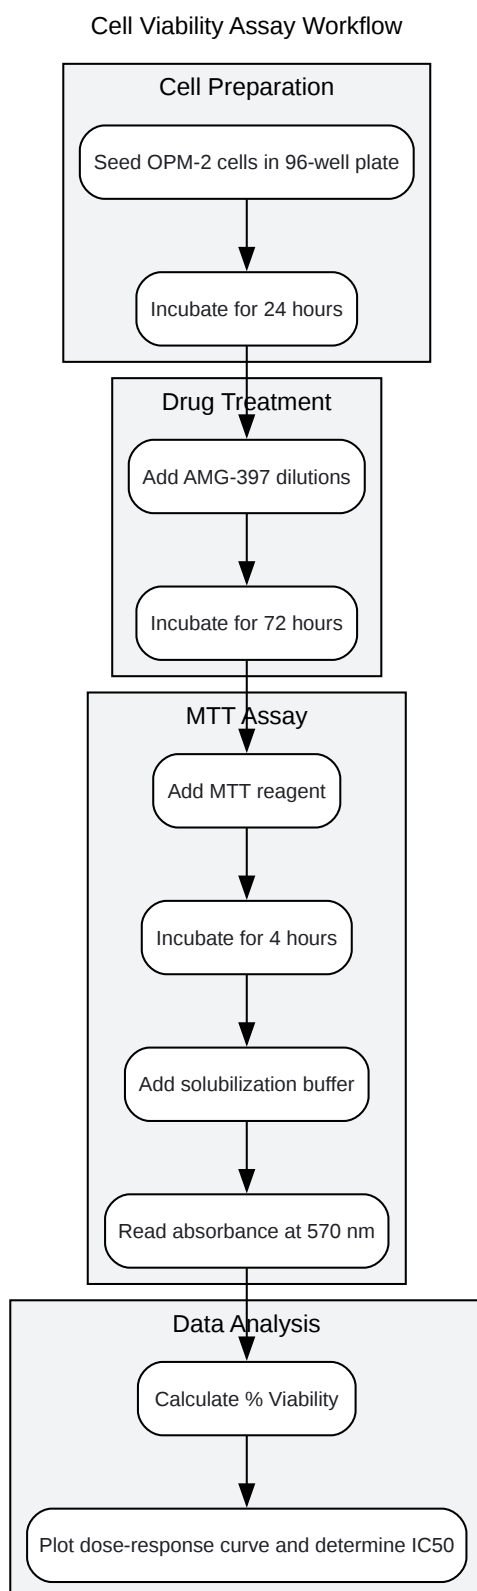 Cell Viability Assay Workflow
Cell Preparation
Seed OPM-2 cells in 96-well plate
Incubate for 24 hours
Drug Treatment
Add AMG-397 dilutions
Incubate for 72 hours
MTT Assay
Add MTT reagent
Incubate for 4 hours
Add solubilization buffer
Read absorbance at 570 nm
Data Analysis
Calculate % Viability
Plot dose-response curve and determine IC50